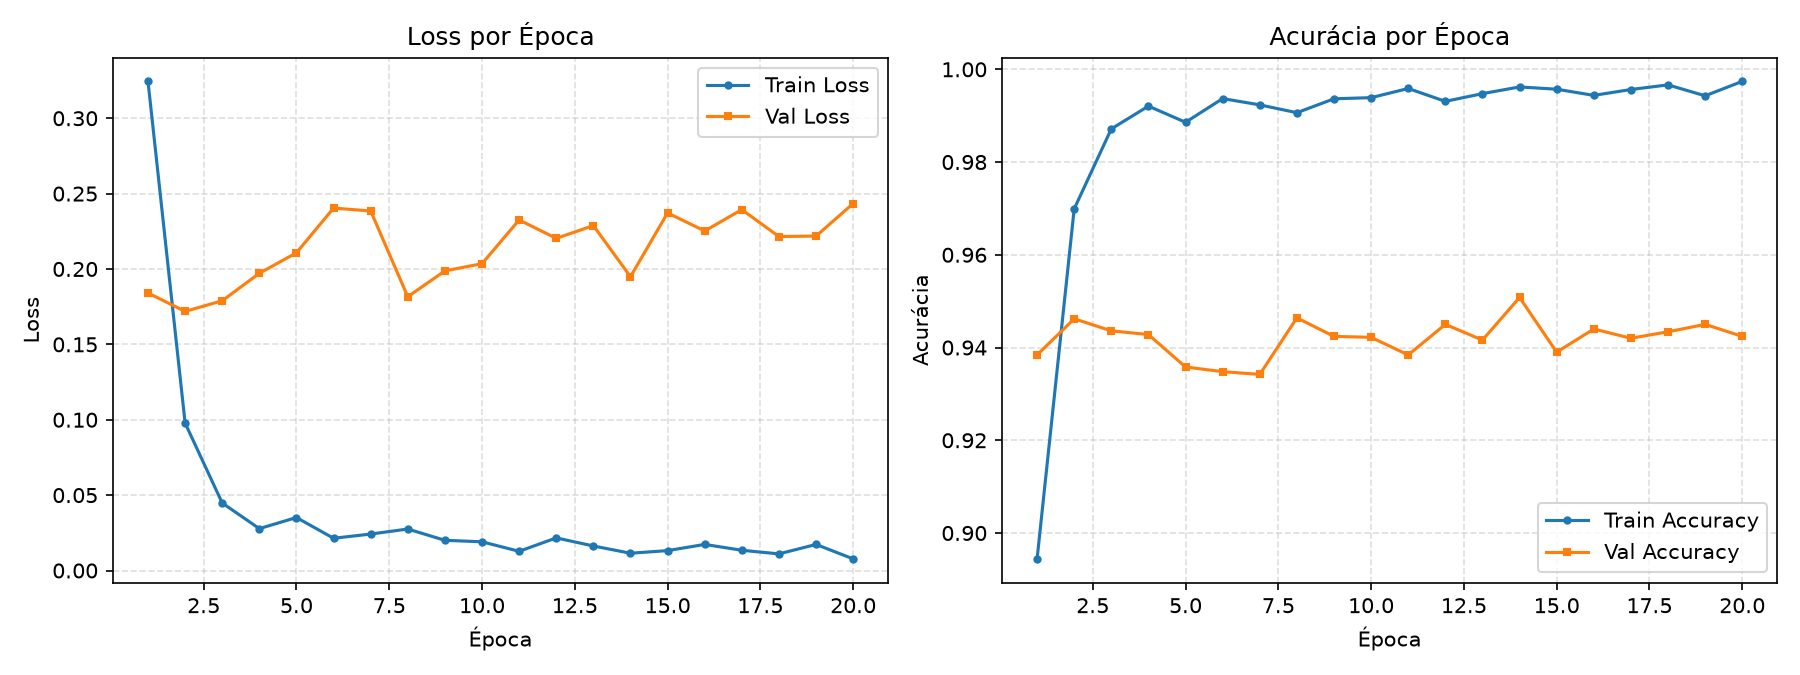 Loss por Época
Train Loss
Val Loss
0.30
0.25
0.20
0.15
0.10
0.05
0.00
Loss
2.5 5.0 7.5 10.0 12.5 15.0 17.5 20.0
Época
Acurácia por Época
1.00
0.98
0.96
0.94
0.92
0.90
Acurácia
Train Accuracy
Val Accuracy
2.5 5.0 7.5 10.0 12.5 15.0 17.5 20.0
Época